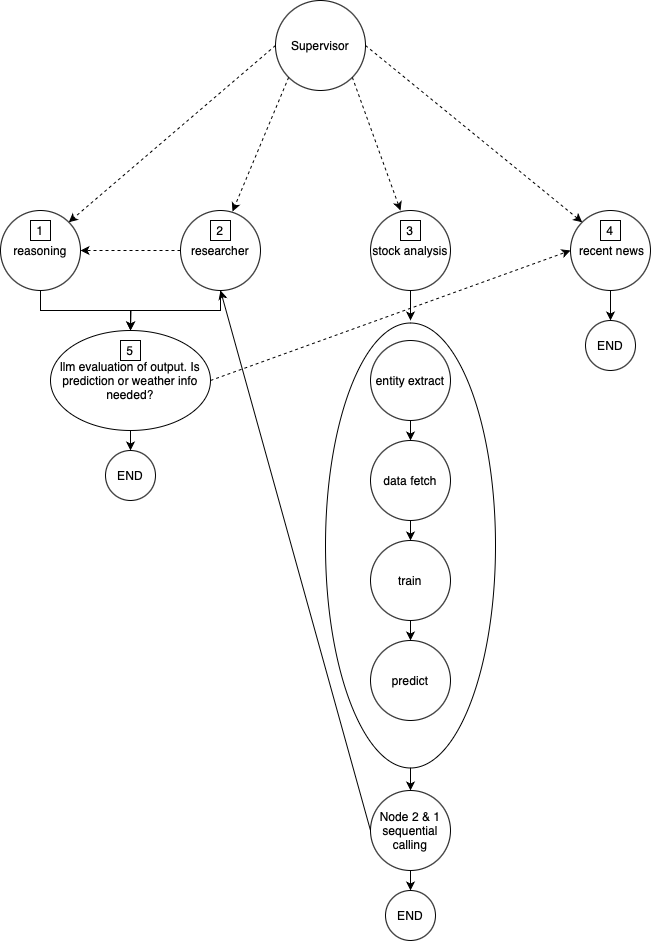 Supervisor
1
reasoning
2
researcher
3
stock analysis
4
recent news
END
5
llm evaluation of output. Is
prediction or weather info
needed?
END
entity extract
data fetch
train
predict
Node 2 & 1
sequential
calling
END